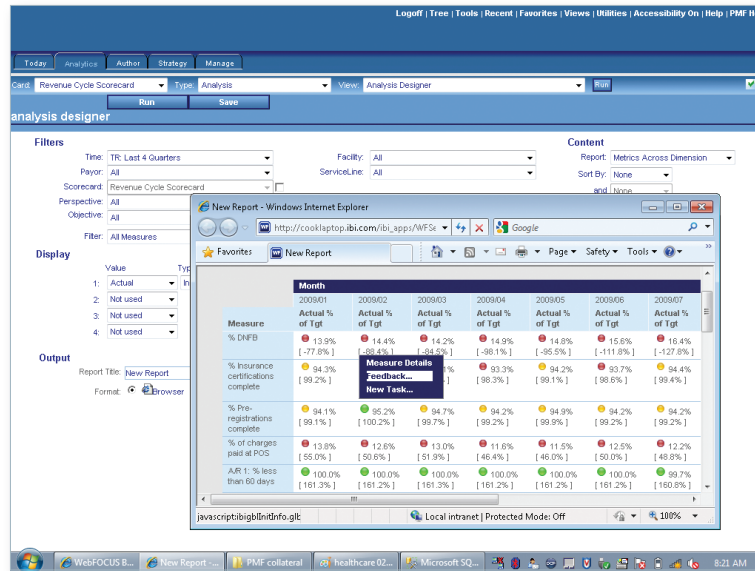 Logoff | Tree | Tools | Recent | Favorites | Views | Utilities | Accessibility On | Help | PMF H
Today Analytics Author Strategy Manage
Card: Revenue Cycle Scorecard Type: Analysis View: Analysis Designer Run
Run Save
analysis designer
Filters Content
Time: TR: Last 4 Quarters Facility: All Report: Metrics Across Dimension
Payor: All ServiceLine: All Sort By: None
Scorecard: Revenue Cycle Scorecard and None
Perspective: All
Objective: All
Filter: All Measures
Display
Value Typ
1: Actual In
2: Not used
3: Not used
4: Not used
Output
Report Title: New Report
Format: Browser
New Report - Windows Internet Explorer
http://cooklaptop.ibi.com/ibi_apps/WFSe Google
Favorites New Report Page Safety Tools
Month
2009/01 2009/02 2009/03 2009/04 2009/05 2009/06 2009/07
Measure Actual % of Tgt Actual % of Tgt Actual % of Tgt Actual % of Tgt Actual % of Tgt Actual % of Tgt Actual % of Tgt
% DNFB 13.9% 14.4% 14.2% 14.9% 14.8% 15.6% 16.4%
[ -77.8% ] [ -88.4% ] [ -84.5% ] [ -98.1% ] [ -95.5% ] [ -111.8% ] [ -127.8% ]
Measure Details
Feedback...
New Task...
% Insurance certifications complete 94.3% 93.3% 94.2% 93.7% 94.4%
[ 99.2% ] [ 98.3% ] [ 99.1% ] [ 98.6% ] [ 99.4% ]
% Pre-registrations complete 94.1% 95.2% 94.7% 94.2% 94.9% 94.2% 94.2%
[ 99.1% ] [ 100.2% ] [ 99.7% ] [ 99.2% ] [ 99.9% ] [ 99.2% ] [ 99.2% ]
% of charges paid at POS 13.8% 12.6% 13.0% 11.6% 11.5% 12.5% 12.2%
[ 55.0% ] [ 50.6% ] [ 51.9% ] [ 46.4% ] [ 46.0% ] [ 50.0% ] [ 48.8% ]
A/R 1: % less than 60 days 100.0% 100.0% 100.0% 100.0% 100.0% 100.0% 99.7%
[ 161.3% ] [ 161.2% ] [ 161.3% ] [ 161.2% ] [ 161.2% ] [ 161.2% ] [ 160.8% ]
javascript:ibigblInitInfo.glb Local intranet | Protected Mode: Off 100%
WebFOCUS B... New Report -... PMF collateral healthcare 02... Microsoft SQ... 8:21 AM